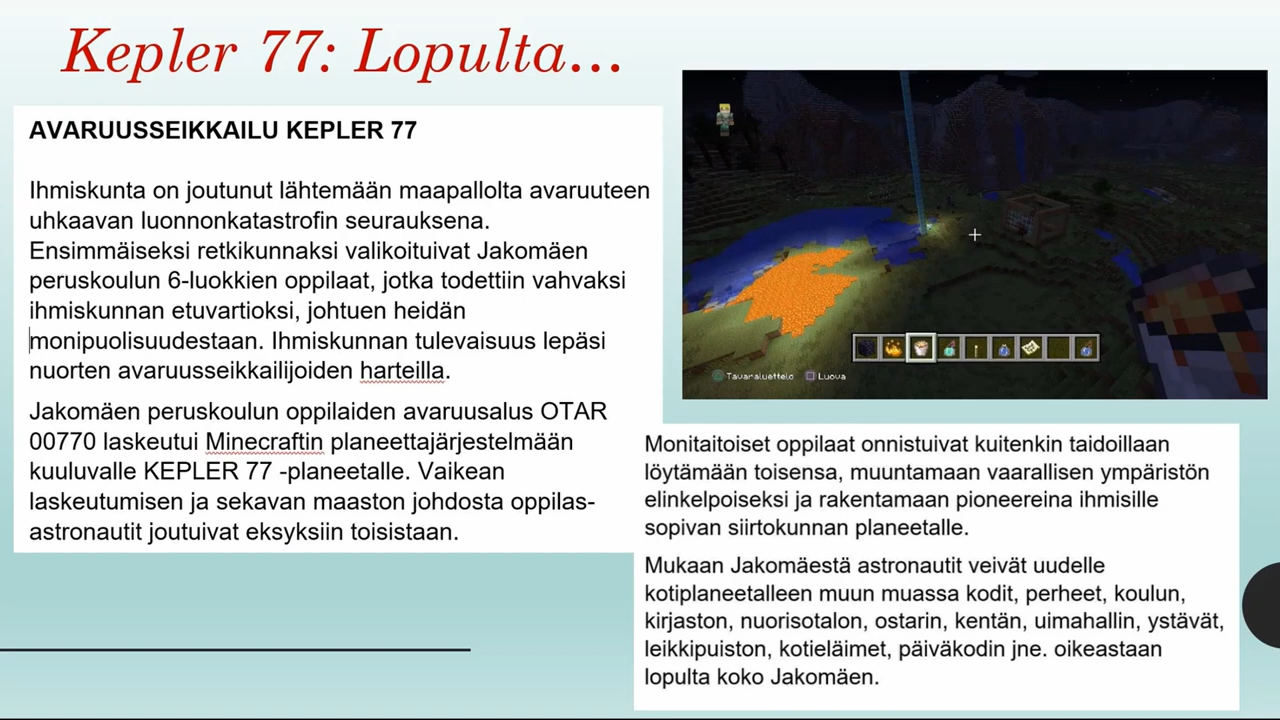 Kepler 77: Lopulta...
AVARUUSSEIKKAILU KEPLER 77
Ihmiskunta on joutunut lähtemään maapallolta avaruuteen
uhkaavan luonnonkatastrofin seurauksena.
Ensimmäiseksi retkikunnaksi valikoituivat Jakomäen
peruskoulun 6-luokkien oppilaat, jotka todettiin vahvaksi
ihmiskunnan etuvartioksi, johtuen heidän
monipuolisuudestaan. Ihmiskunnan tulevaisuus lepäsi
nuorten avaruusseikkailijoiden harteilla.
Jakomäen peruskoulun oppilaiden avaruusalus OTAR
00770 laskeutui Minecraftin planeettajärjestelmään
kuuluvalle KEPLER 77 -planeetalle. Vaikean
laskeutumisen ja sekavan maaston johdosta oppilas-
astronautit joutuivat eksyksiin toisistaan.
Tavaraluettelo
Luova
Monitaitoiset oppilaat onnistuivat kuitenkin taidoillaan
löytämään toisensa, muuntamaan vaarallisen ympäristön
elinkelpoiseksi ja rakentamaan pioneereina ihmisille
sopivan siirtokunnan planeetalle.
Mukaan Jakomäestä astronautit veivät uudelle
kotiplaneetalleen muun muassa kodit, perheet, koulun,
kirjaston, nuorisotalon, ostarin, kentän, uimahallin, ystävät,
leikkipuiston, kotieläimet, päiväkodin jne. oikeastaan
lopulta koko Jakomäen.